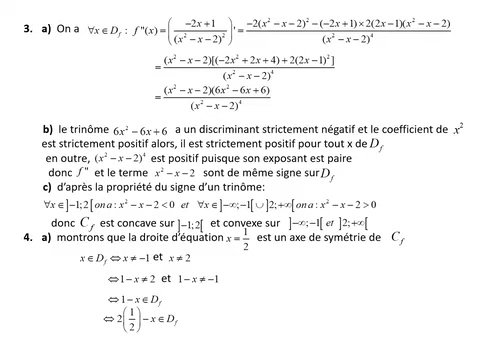 3. a) On a ∀x ∈ D_f : f''(x) = ((-2x+1)/(x²-x-2)²)' = (-2(x²-x-2)²-(-2x+1)×2(2x-1)(x²-x-2))/(x²-x-2)⁴
= ((x²-x-2)[(-2x²+2x+4)+2(2x-1)²])/(x²-x-2)⁴
= ((x²-x-2)(6x²-6x+6))/(x²-x-2)⁴
b) le trinôme 6x²-6x+6 a un discriminant strictement négatif et le coefficient de x²
est strictement positif alors, il est strictement positif pour tout x de D_f
en outre, (x²-x-2)⁴ est positif puisque son exposant est paire
donc f'' et le terme x²-x-2 sont de même signe sur D_f
c) d'après la propriété du signe d'un trinôme:
∀x∈]-1;2[ on a : x²-x-2<0 et ∀x∈]-∞;-1[∪]2;+∞[ on a : x²-x-2>0
donc C_f est concave sur ]-1;2[ et convexe sur ]-∞;-1[ et ]2;+∞[
4. a) montrons que la droite d'équation x = 1/2 est un axe de symétrie de C_f
x∈D_f ⇔ x≠-1 et x≠2
⇔ 1-x≠2 et 1-x≠-1
⇔ 1-x∈D_f
⇔ 2(1/2)-x∈D_f